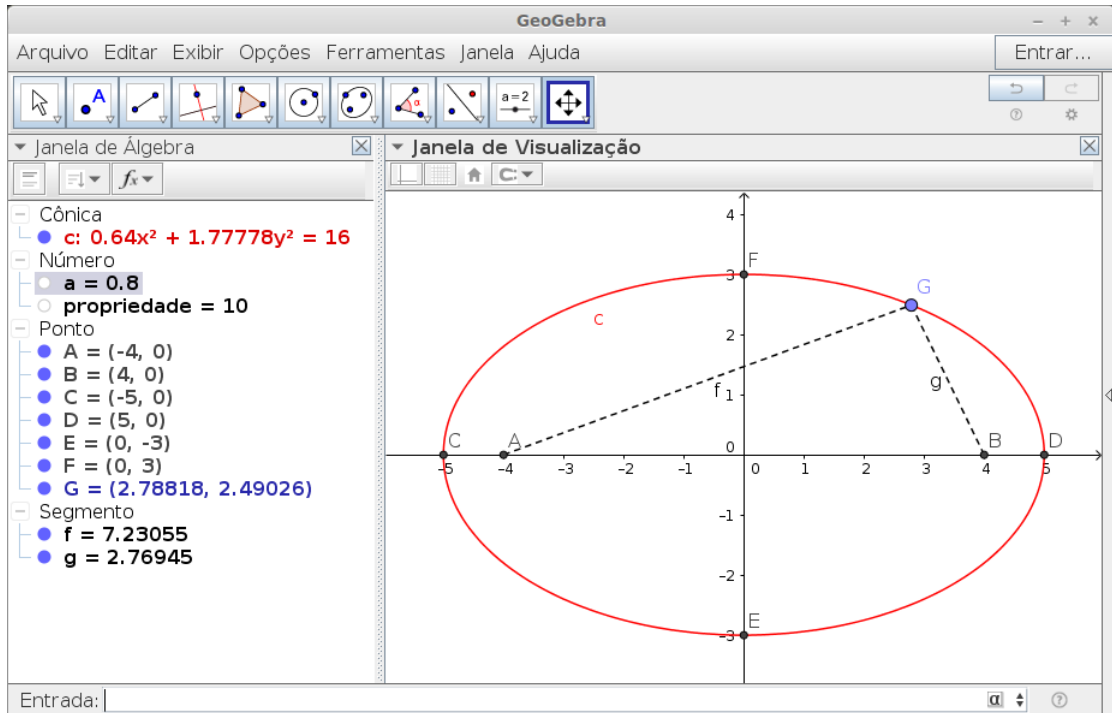 GeoGebra
Arquivo Editar Exibir Opções Ferramentas Janela Ajuda
Entrar...
A
α
a=2
Janela de Álgebra
Janela de Visualização
fx
Cônica
c: 0.64x² + 1.77778y² = 16
Número
a = 0.8
propriedade = 10
Ponto
A = (-4, 0)
B = (4, 0)
C = (-5, 0)
D = (5, 0)
E = (0, -3)
F = (0, 3)
G = (2.78818, 2.49026)
Segmento
f = 7.23055
g = 2.76945
4
3
F
G
c
2
g
f
1
C
A
0
B
D
-5
-4
-3
-2
-1
0
1
2
3
4
5
-1
-2
E
-3
Entrada:
α